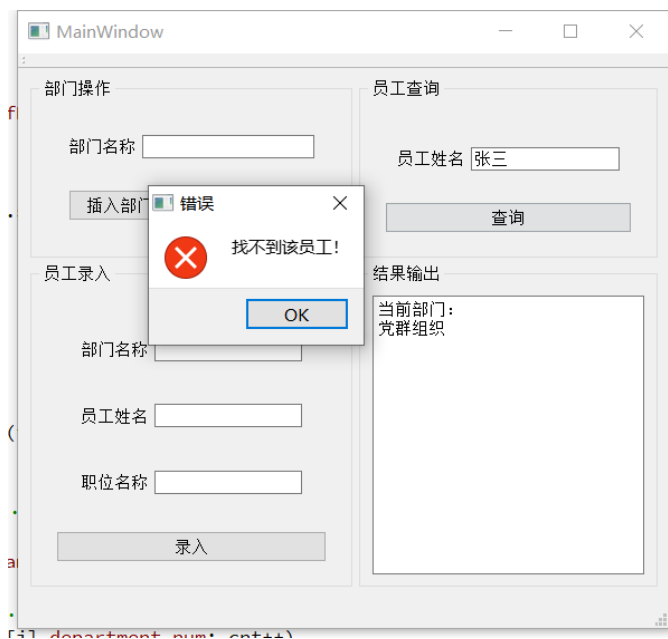 MainWindow
部门操作
部门名称
插入部门
员工查询
员工姓名 张三
查询
错误
找不到该员工!
OK
员工录入
部门名称
员工姓名
职位名称
录入
结果输出
当前部门:
党群组织